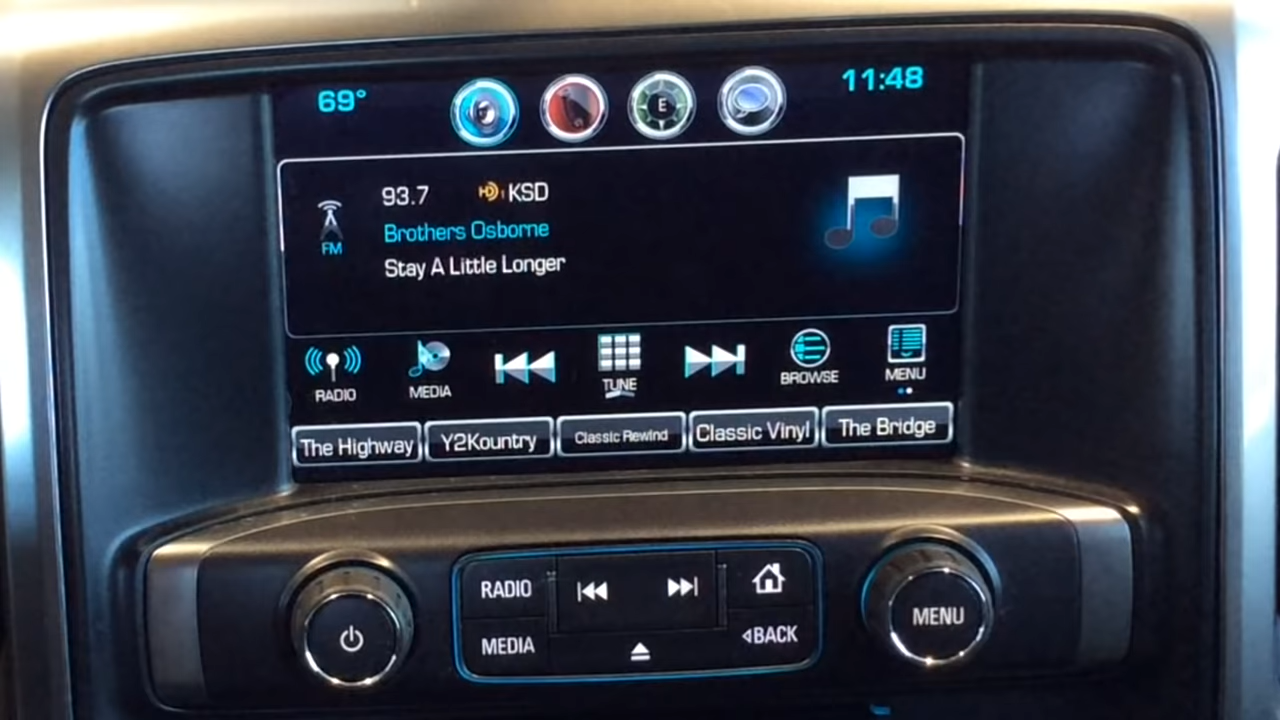 69° E 11:48
93.7 HD KSD
FM Brothers Osborne
Stay A Little Longer
RADIO MEDIA TUNE BROWSE MENU
The Highway Y2Kountry Classic Rewind Classic Vinyl The Bridge
RADIO
MEDIA BACK
MENU